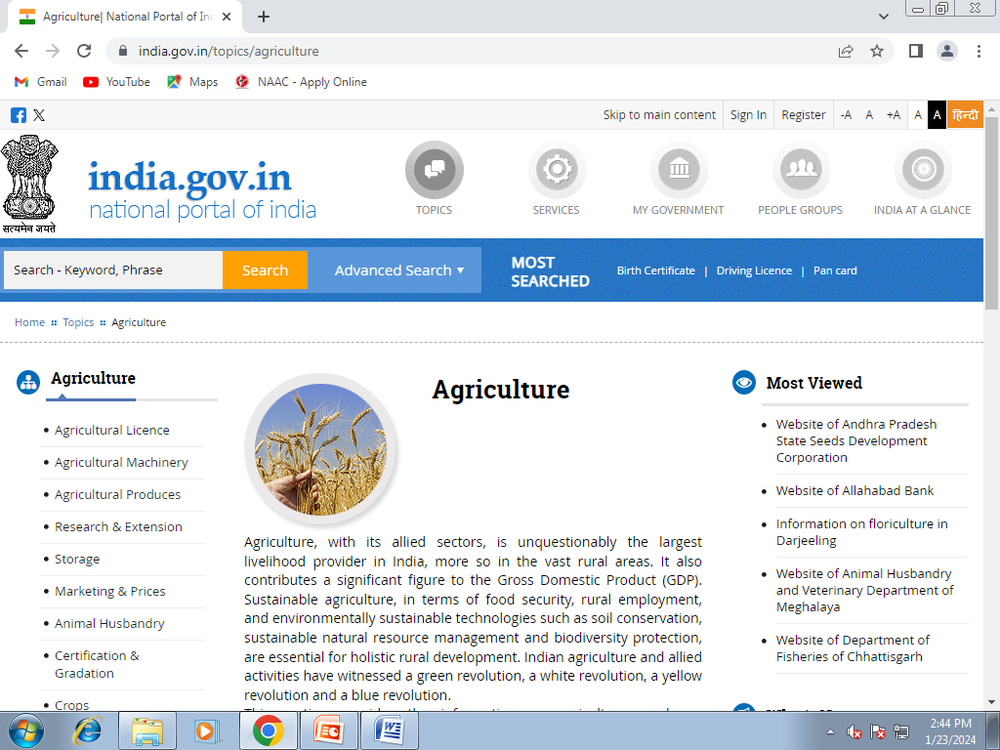 Agriculture| National Portal of Inc
india.gov.in/topics/agriculture
Gmail
YouTube
Maps
NAAC - Apply Online
Skip to main content
Sign In
Register
-A
A
+A
A
A
हिन्दी
सत्यमेव जयते
india.gov.in
national portal of india
TOPICS
SERVICES
MY GOVERNMENT
PEOPLE GROUPS
INDIA AT A GLANCE
Search - Keyword, Phrase
Search
Advanced Search ▾
MOST
SEARCHED
Birth Certificate | Driving Licence | Pan card
Home :: Topics :: Agriculture
Agriculture
• Agricultural Licence
• Agricultural Machinery
• Agricultural Produces
• Research & Extension
• Storage
• Marketing & Prices
• Animal Husbandry
• Certification &
Gradation
• Crops
Agriculture
Agriculture, with its allied sectors, is unquestionably the largest
livelihood provider in India, more so in the vast rural areas. It also
contributes a significant figure to the Gross Domestic Product (GDP).
Sustainable agriculture, in terms of food security, rural employment,
and environmentally sustainable technologies such as soil conservation,
sustainable natural resource management and biodiversity protection,
are essential for holistic rural development. Indian agriculture and allied
activities have witnessed a green revolution, a white revolution, a yellow
revolution and a blue revolution.
Most Viewed
• Website of Andhra Pradesh
State Seeds Development
Corporation
• Website of Allahabad Bank
• Information on floriculture in
Darjeeling
• Website of Animal Husbandry
and Veterinary Department of
Meghalaya
• Website of Department of
Fisheries of Chhattisgarh
2:44 PM
1/23/2024